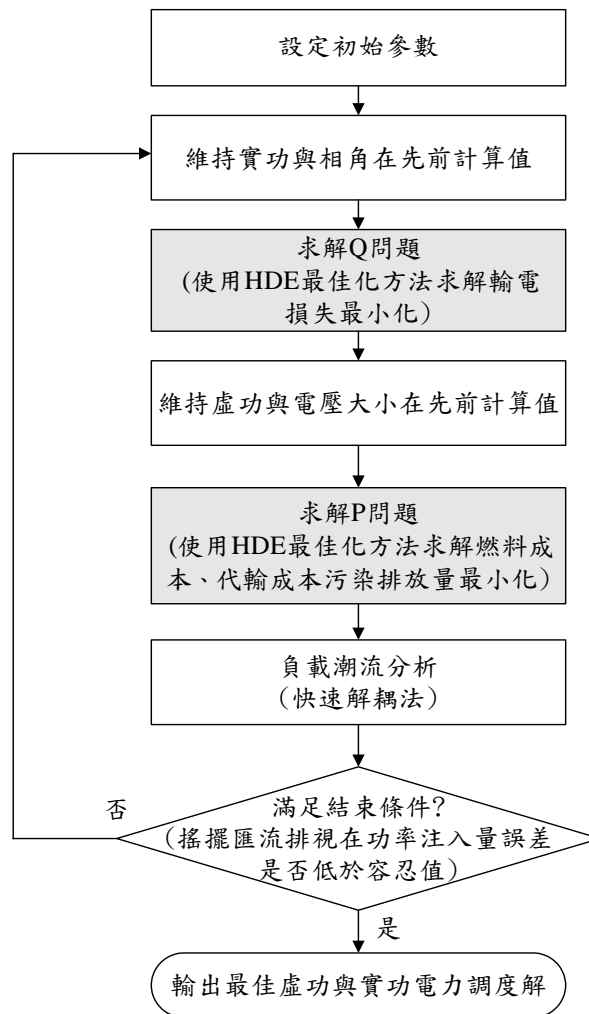 設定初始參數
維持實功與相角在先前計算值
求解Q問題
(使用HDE最佳化方法求解輸電
損失最小化）
維持虛功與電壓大小在先前計算值
求解P問題
(使用HDE最佳化方法求解燃料成
本、代輸成本污染排放量最小化）
負載潮流分析
（快速解耦法）
否
滿足結束條件？
（搖擺匯流排視在功率注入量誤差
是否低於容忍值）
是
輸出最佳虛功與實功電力調度解